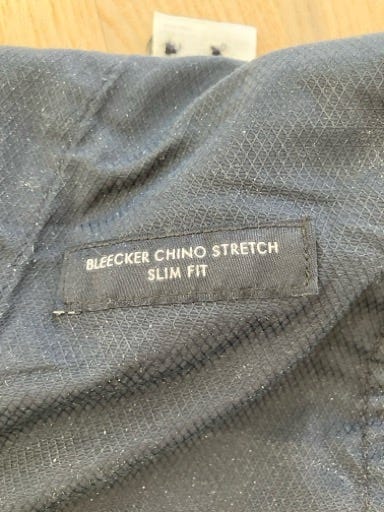 BLEECKER CHINO STRETCH
SLIM FIT